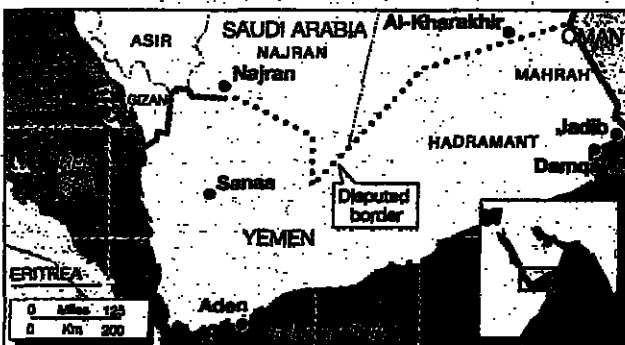 SAUDI ARABIA
Al-Kharakhir
OMAN
ASIR
NAJRAN
Najran
MAHRAH
GIZAN
Jadib
HADRAMANT
Damqut
Sanaa
Disputed
border
YEMEN
ERITREA
0 Miles 125
0 Km 200
Aden